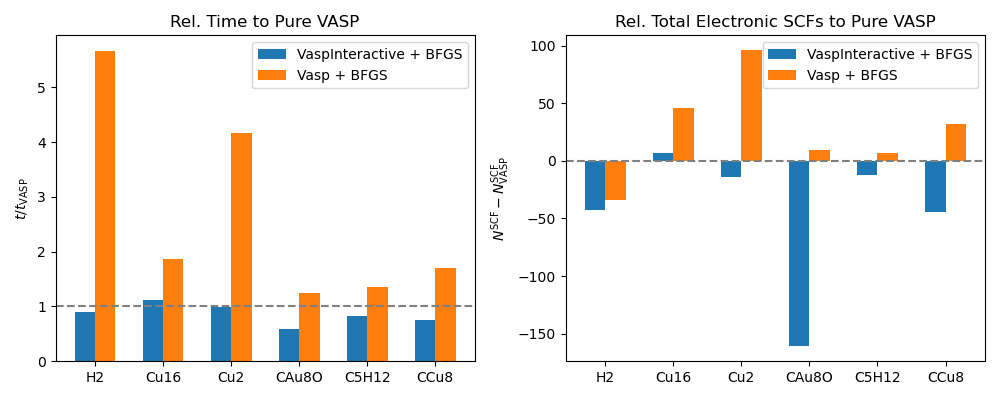 Rel. Time to Pure VASP
VaspInteractive + BFGS
Vasp + BFGS
t/t_VASP
5
4
3
2
1
0
H2 Cu16 Cu2 CAu8O C5H12 CCu8
Rel. Total Electronic SCFs to Pure VASP
VaspInteractive + BFGS
Vasp + BFGS
N^SCF − N^SCF_VASP
100
50
0
−50
−100
−150
H2 Cu16 Cu2 CAu8O C5H12 CCu8